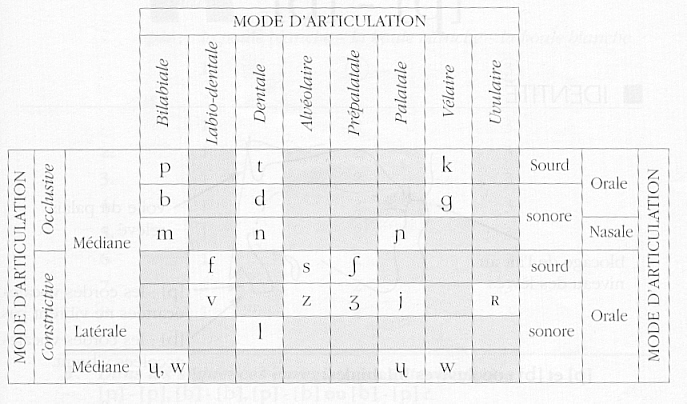 MODE D'ARTICULATION
Bilabiale Labio-dentale Dentale Alvéolaire Prépalatale Palatale Vélaire Uvulaire
MODE D'ARTICULATION
Occlusive
Constrictive
Médiane
p t k Sourd
Orale
b d g
sonore
m n ɲ Nasale
f s ʃ sourd
v z ʒ j ʀ
Orale
Latérale l sonore
Médiane ɥ, w ɥ w
MODE D'ARTICULATION